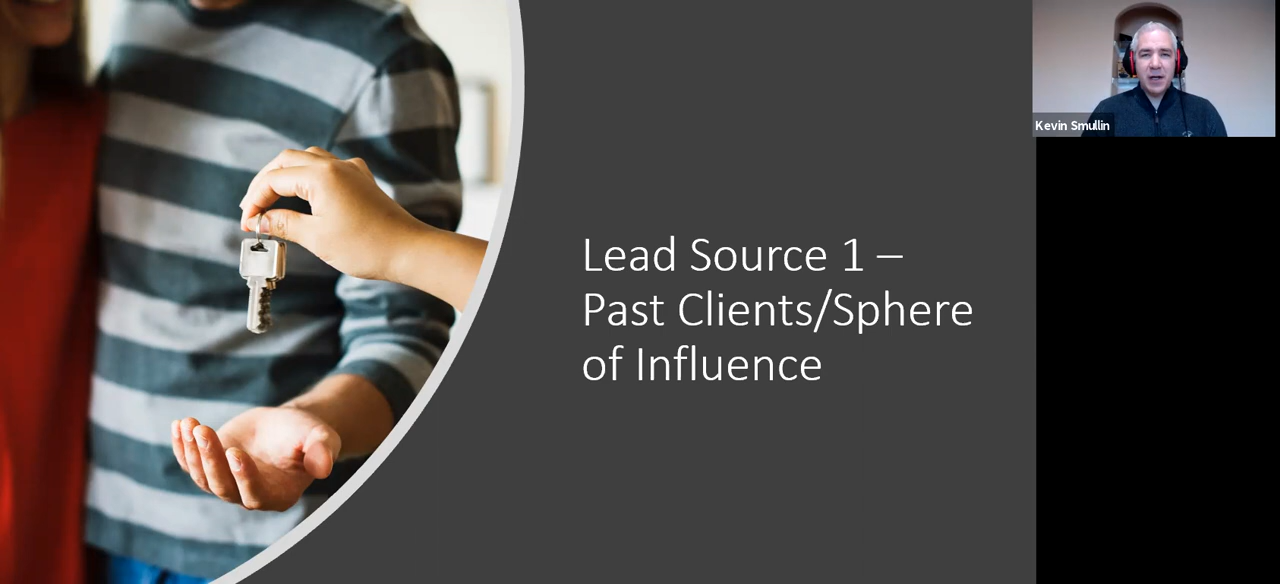 Lead Source 1 –
Past Clients/Sphere
of Influence
Kevin Smullin